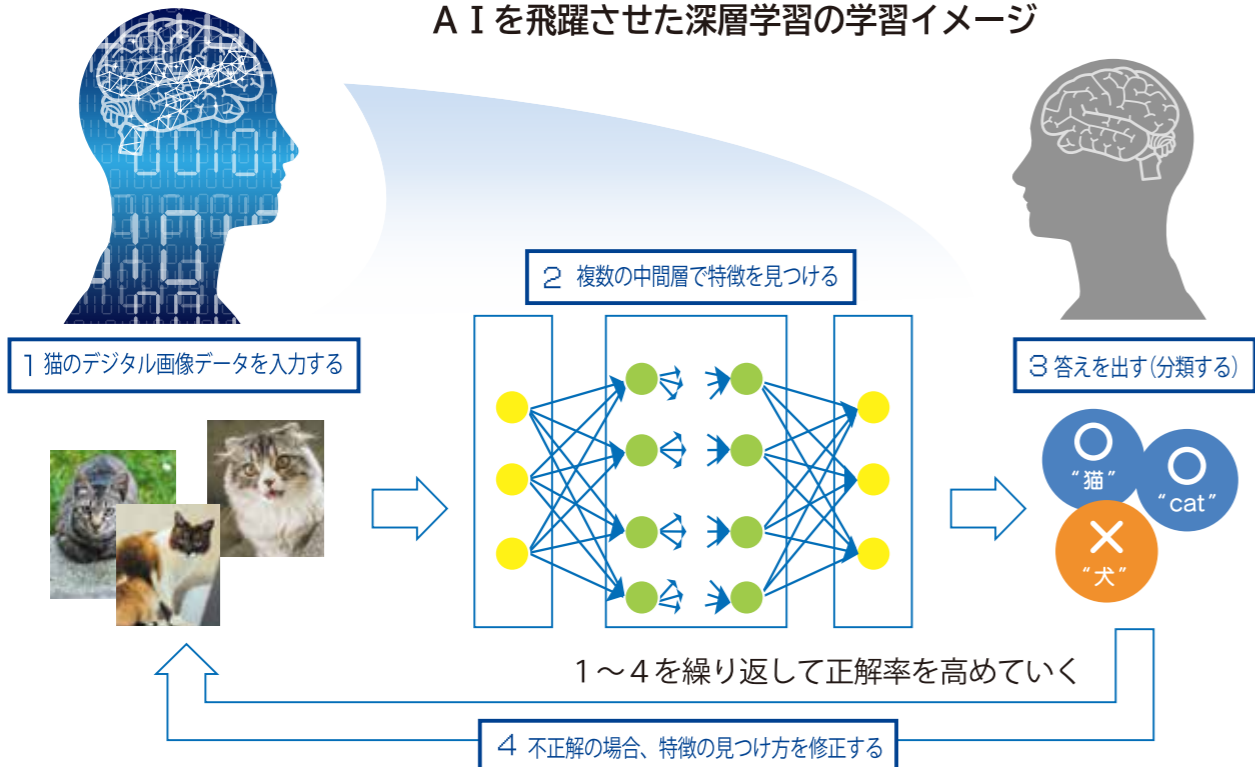 ＡＩを飛躍させた深層学習の学習イメージ
2 複数の中間層で特徴を見つける
1 猫のデジタル画像データを入力する
3 答えを出す(分類する)
“猫”
“cat”
“犬”
1～4を繰り返して正解率を高めていく
4 不正解の場合、特徴の見つけ方を修正する